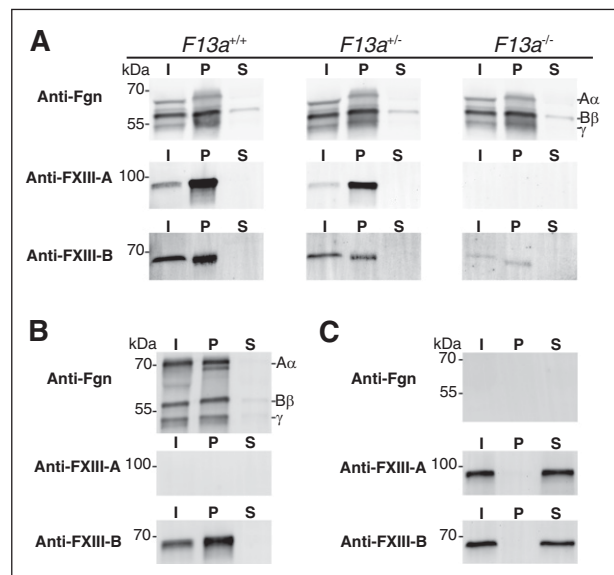 A
F13a+/+ F13a+/- F13a-/-
kDa I P S I P S I P S
Anti-Fgn 70- 55- -Aα -Bβ γ
I P S I P S I P S
Anti-FXIII-A 100-
I P S I P S I P S
Anti-FXIII-B 70-
B
kDa I P S
Anti-Fgn 70- 55- -Aα -Bβ -γ
I P S
Anti-FXIII-A 100-
I P S
Anti-FXIII-B 70-
C
kDa I P S
Anti-Fgn 70- 55-
I P S
Anti-FXIII-A 100-
I P S
Anti-FXIII-B 70-